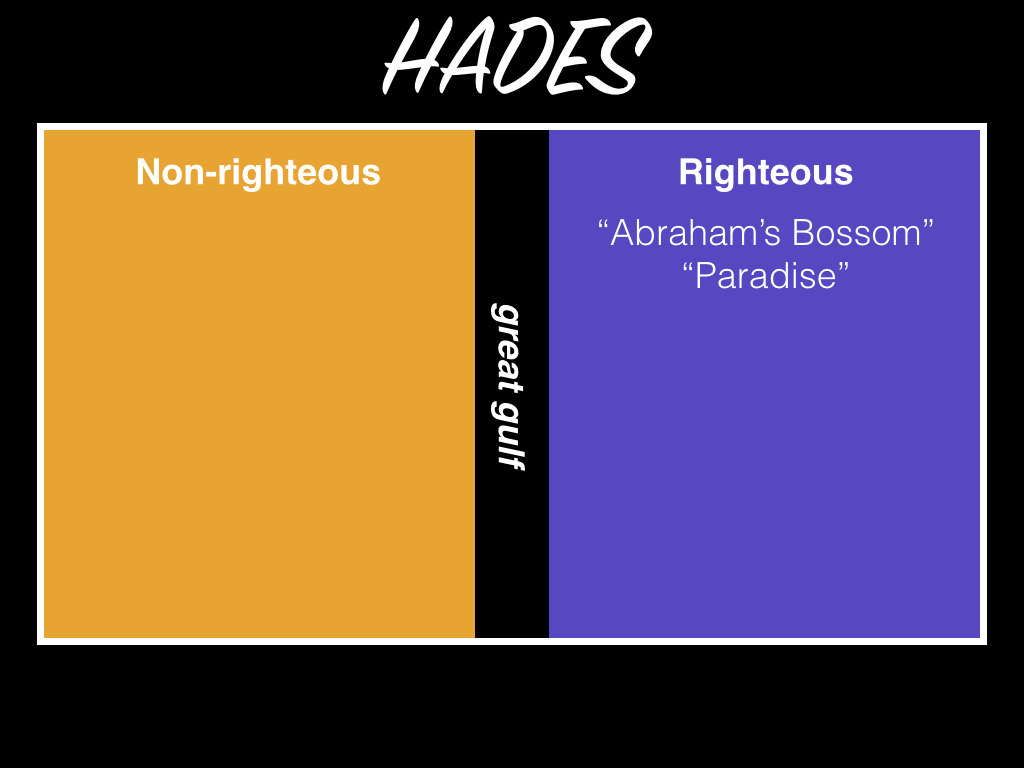 HADES
Non-righteous
great gulf
Righteous
“Abraham’s Bossom”
“Paradise”